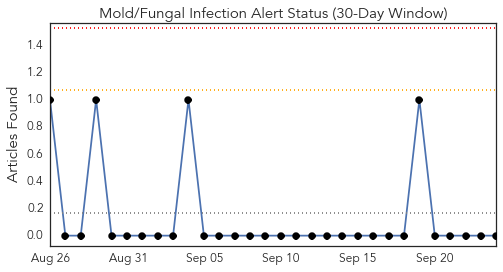 Mold/Fungal Infection Alert Status (30-Day Window)
Articles Found
1.4
1.2
1.0
0.8
0.6
0.4
0.2
0.0
Aug 26 Aug 31 Sep 05 Sep 10 Sep 15 Sep 20